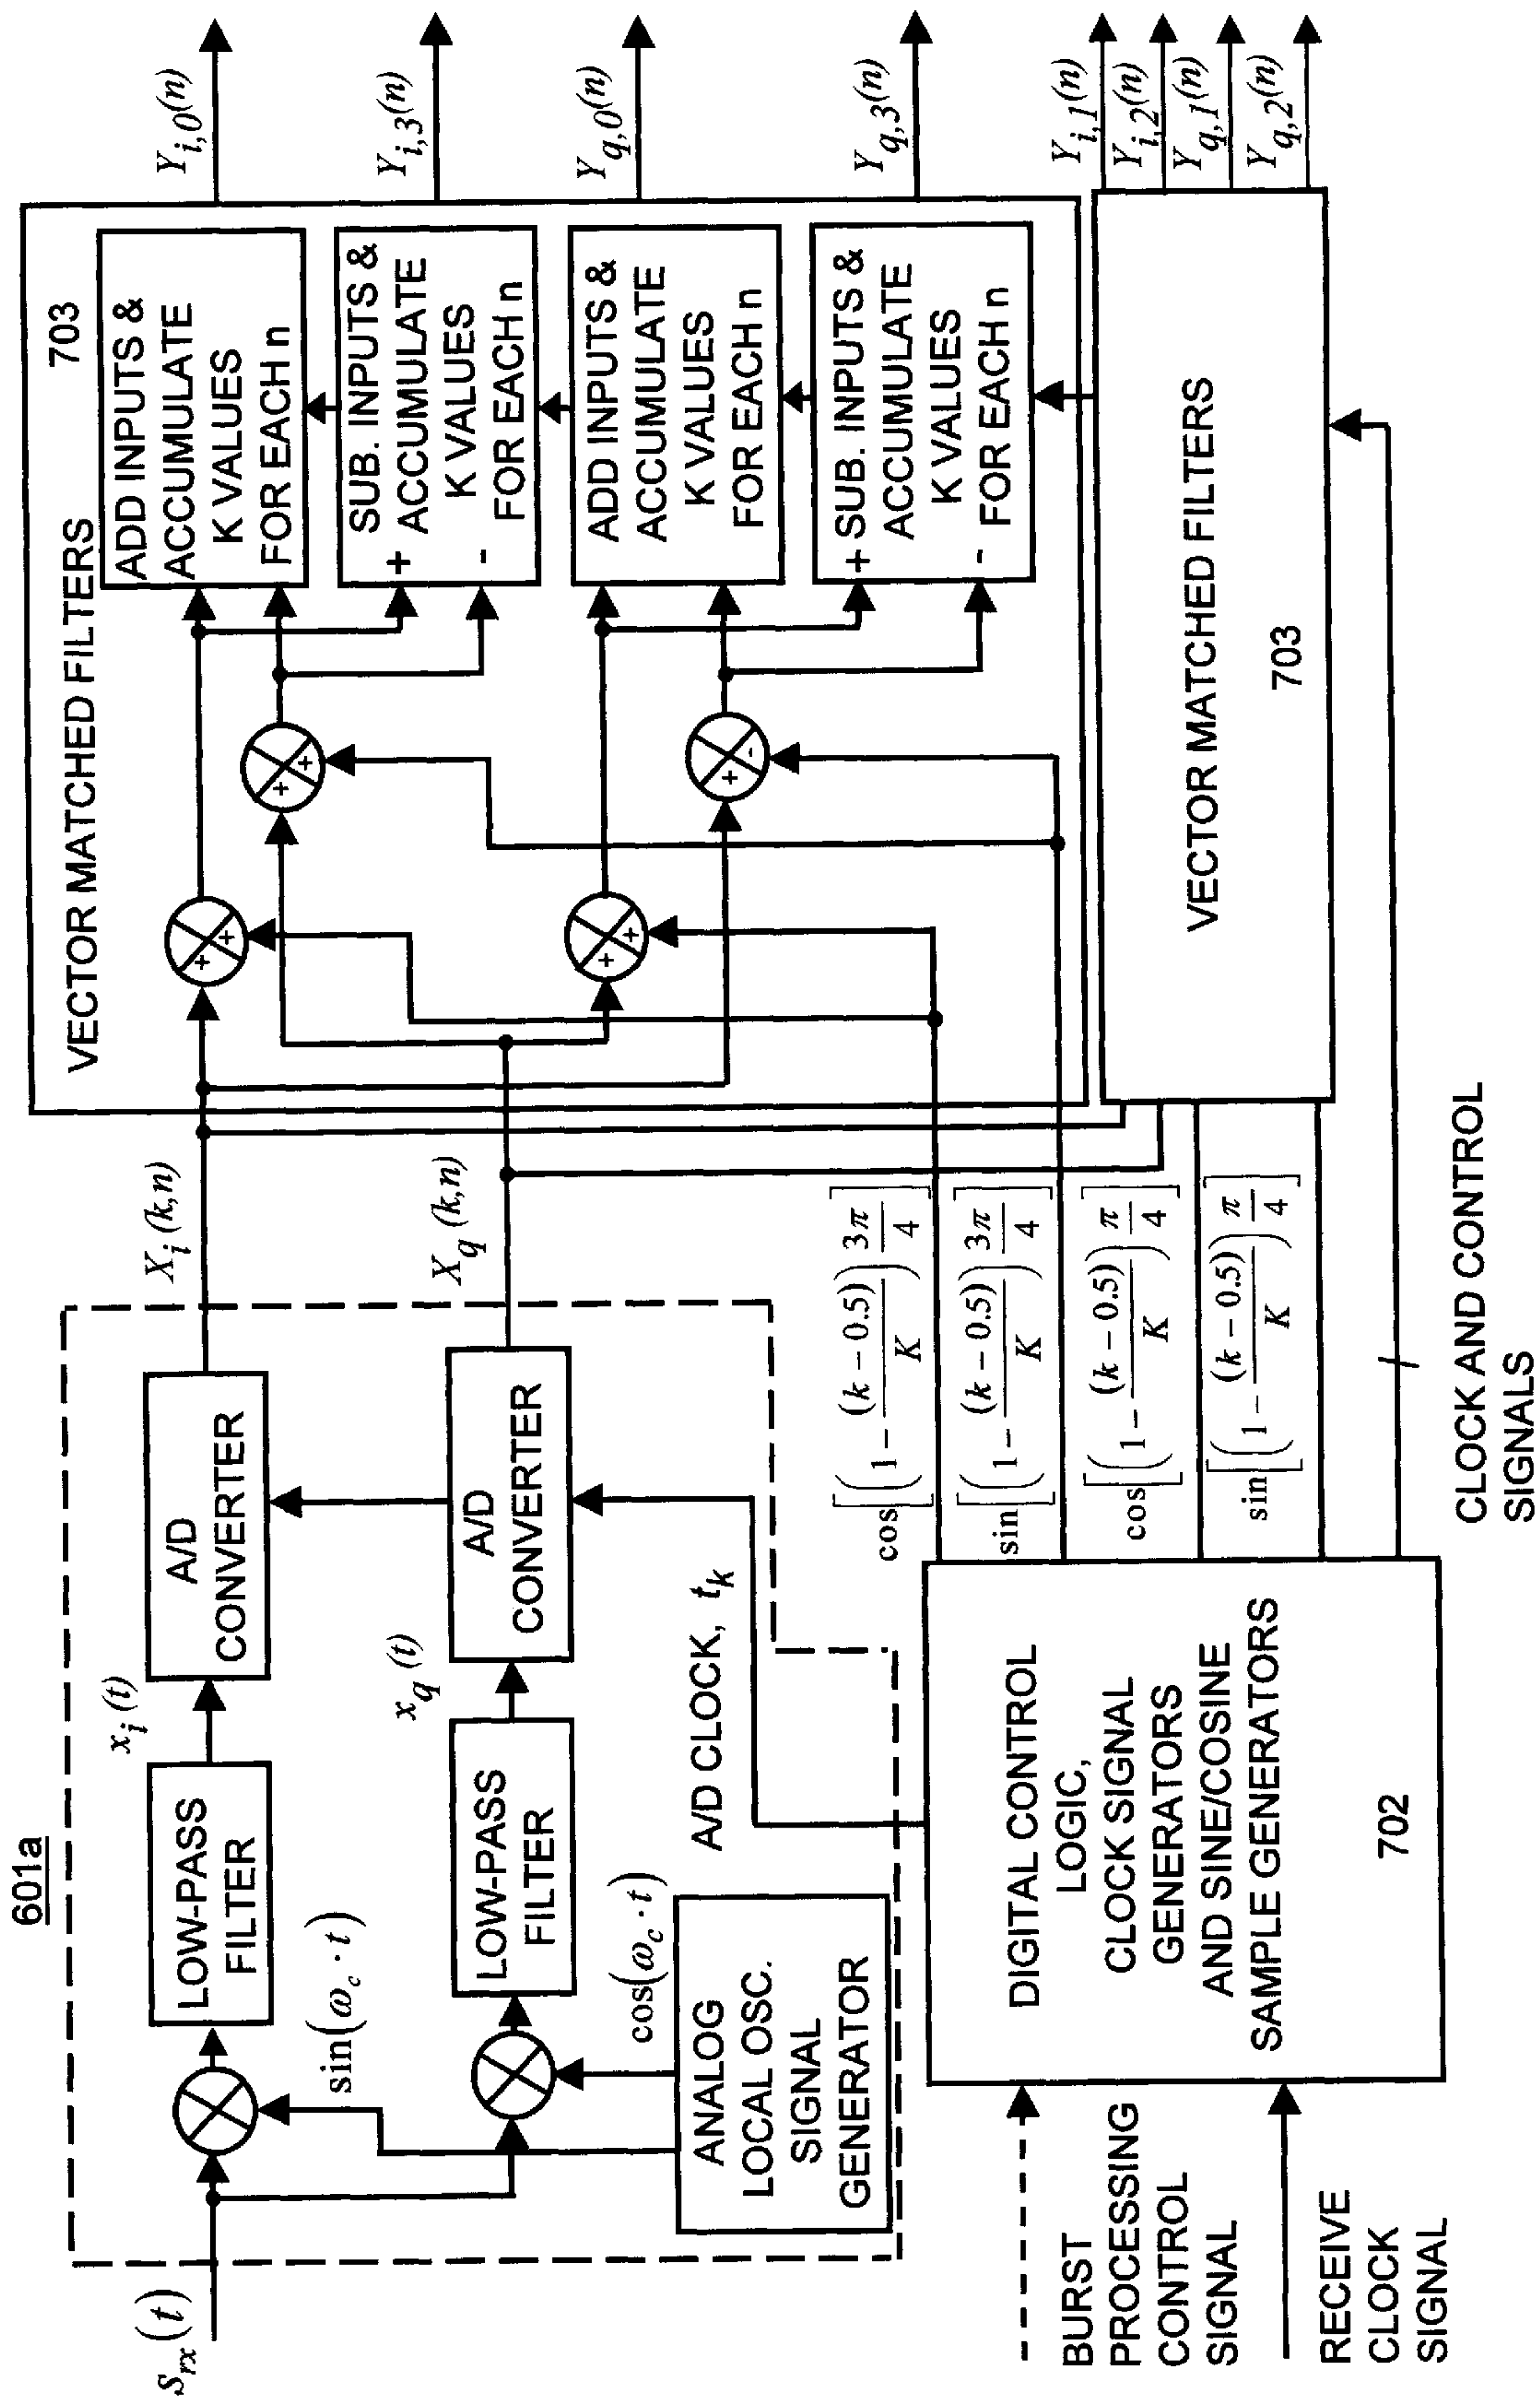 601a
S_rx(t)
sin(ω_c · t)
LOW-PASS
FILTER
x_i(t)
A/D
CONVERTER
X_i(k,n)
LOW-PASS
FILTER
x_q(t)
A/D
CONVERTER
X_q(k,n)
cos(ω_c · t)
ANALOG
LOCAL OSC.
SIGNAL
GENERATOR
A/D CLOCK, t_k
VECTOR MATCHED FILTERS
703
+ +
+ +
+ +
+ -
ADD INPUTS &
ACCUMULATE
K VALUES
FOR EACH n
Y_i,0(n)
SUB. INPUTS &
+ ACCUMULATE
K VALUES
- FOR EACH n
Y_i,3(n)
ADD INPUTS &
ACCUMULATE
K VALUES
FOR EACH n
Y_q,0(n)
+ SUB. INPUTS &
ACCUMULATE
K VALUES
- FOR EACH n
Y_q,3(n)
BURST
PROCESSING
CONTROL
SIGNAL
RECEIVE
CLOCK
SIGNAL
DIGITAL CONTROL
LOGIC,
CLOCK SIGNAL
GENERATORS
AND SINE/COSINE
SAMPLE GENERATORS
702
cos[(1 - (k - 0.5)/K) 3π/4]
sin[(1 - (k - 0.5)/K) 3π/4]
cos[(1 - (k - 0.5)/K) π/4]
sin[(1 - (k - 0.5)/K) π/4]
VECTOR MATCHED FILTERS
703
Y_i,1(n)
Y_i,2(n)
Y_q,1(n)
Y_q,2(n)
CLOCK AND CONTROL
SIGNALS